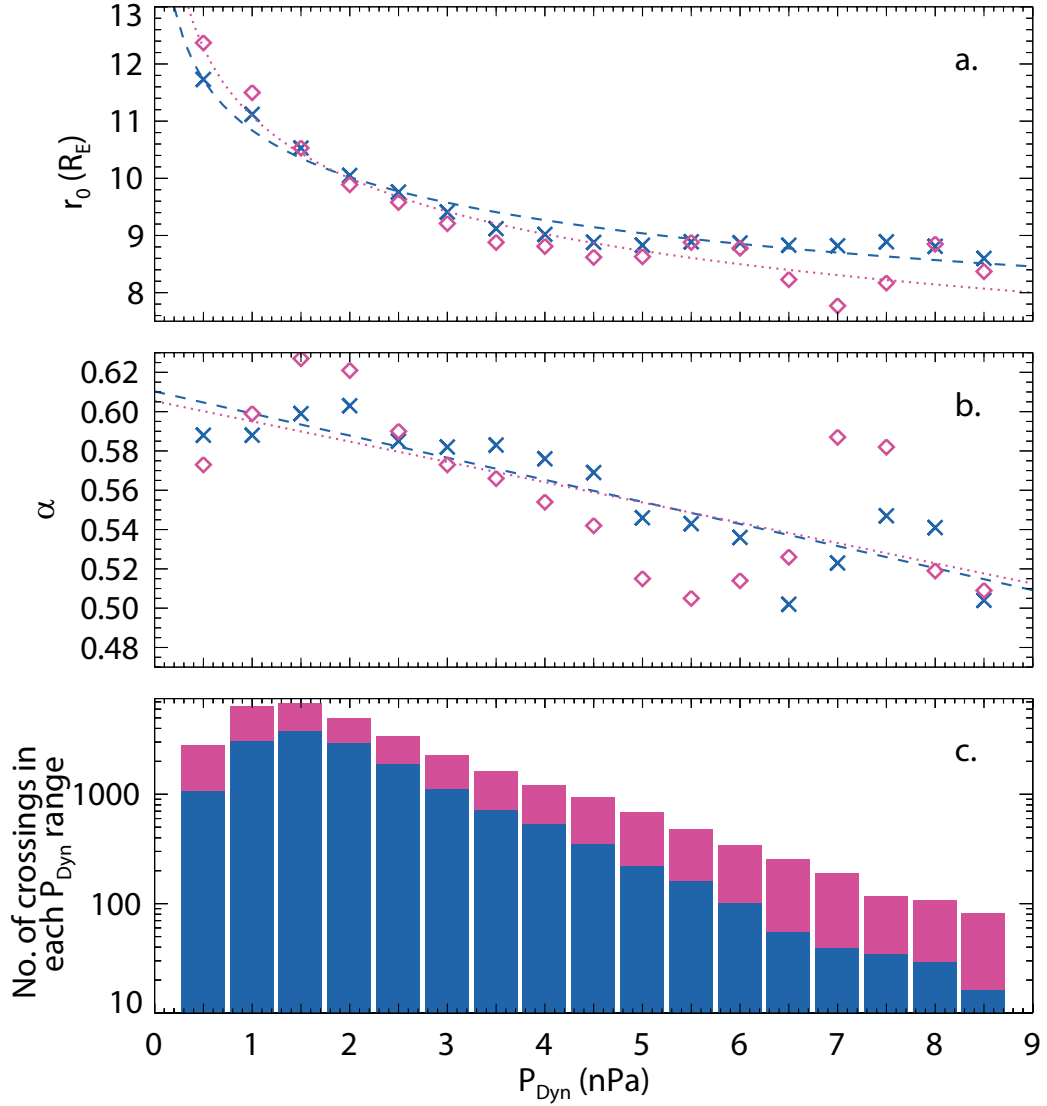 13
12
11
10
9
8
r0 (RE)
a.
0.62
0.60
0.58
0.56
0.54
0.52
0.50
0.48
α
b.
1000
100
10
No. of crossings in
each PDyn range
c.
0 1 2 3 4 5 6 7 8 9
PDyn (nPa)